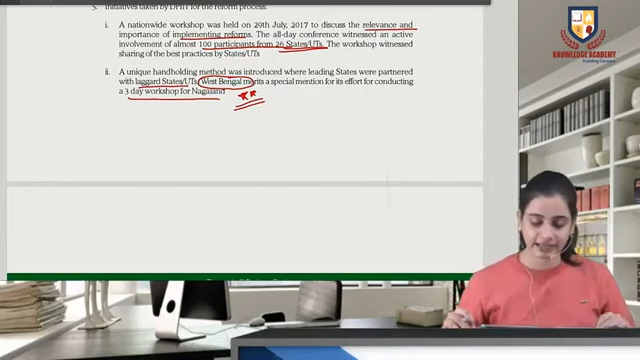 5. Initiatives taken by DPIIT for the reform process:
i. A nationwide workshop was held on 29th July, 2017 to discuss the relevance and
importance of implementing reforms. The all-day conference witnessed an active
involvement of almost 100 participants from 26 States/UTs. The workshop witnessed
sharing of the best practices by States/UTs
ii. A unique handholding method was introduced where leading States were partnered
with laggard States/UTs. West Bengal merits a special mention for its effort for conducting
a 3 day workshop for Nagaland
KNOWLEDGE ACADEMY
Building Careers